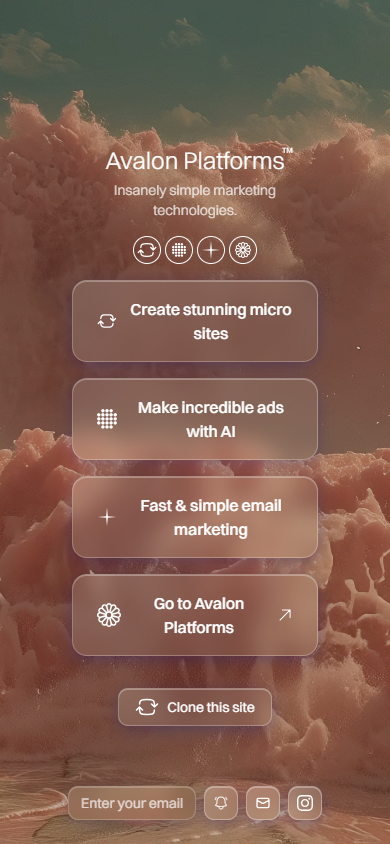 Avalon Platforms™
Insanely simple marketing
technologies.
Create stunning micro
sites
Make incredible ads
with AI
Fast & simple email
marketing
Go to Avalon
Platforms
Clone this site
Enter your email